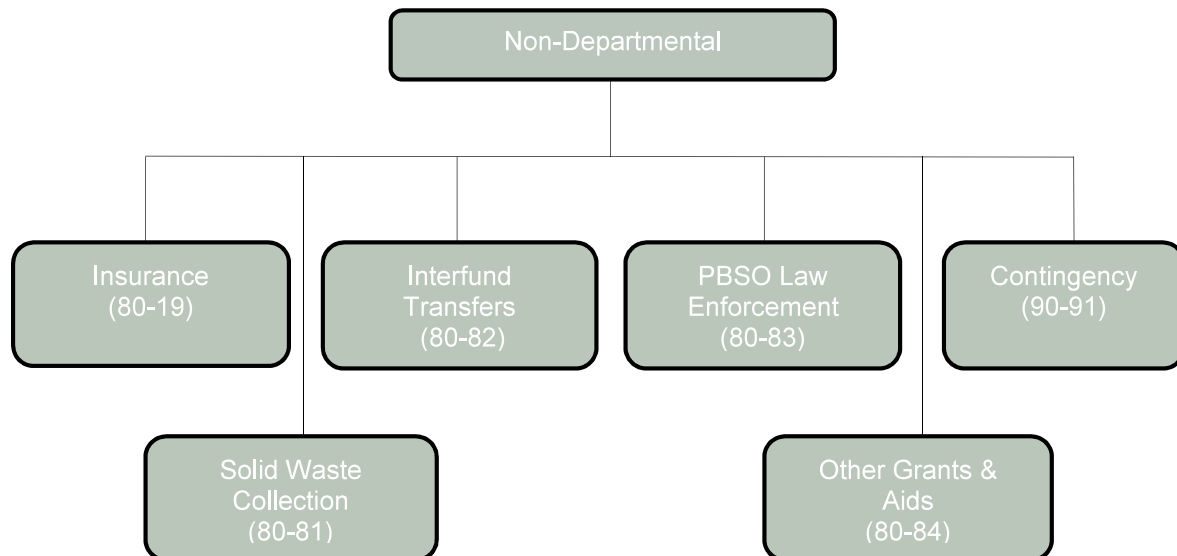 Non-Departmental
Insurance
(80-19)
Interfund
Transfers
(80-82)
PBSO Law
Enforcement
(80-83)
Contingency
(90-91)
Solid Waste
Collection
(80-81)
Other Grants &
Aids
(80-84)